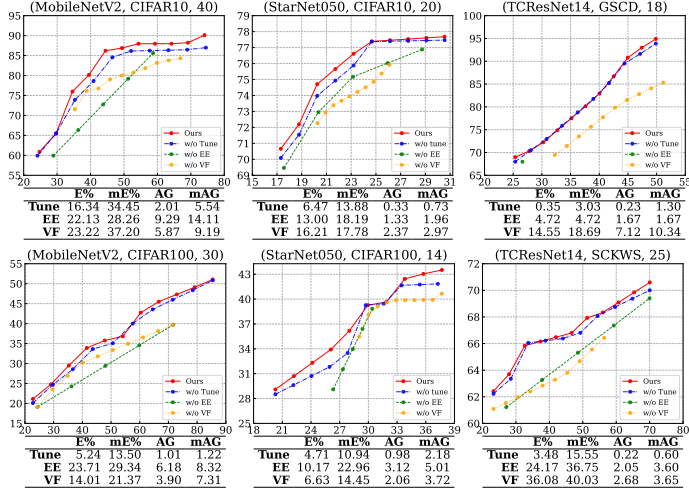 (MobileNetV2, CIFAR10, 40)
95
90
85
80
75
70
65
60
55
20 30 40 50 60 70 80
Ours
w/o Tune
w/o EE
w/o VF
E% mE% AG mAG
Tune 16.34 34.45 2.01 5.54
EE 22.13 28.26 9.29 14.11
VF 23.22 37.20 5.87 9.19
(StarNet050, CIFAR10, 20)
79
78
77
76
75
74
73
72
71
70
69
15 17 19 21 23 25 27 29 31
Ours
w/o Tune
w/o EE
w/o VF
E% mE% AG mAG
Tune 6.47 13.88 0.33 0.73
EE 13.00 18.19 1.33 1.96
VF 16.21 17.78 2.37 2.97
(TCResNet14, GSCD, 18)
100
95
90
85
80
75
70
65
20 25 30 35 40 45 50 55
Ours
w/o Tune
w/o EE
w/o VF
E% mE% AG mAG
Tune 0.35 3.03 0.23 1.30
EE 4.72 4.72 1.67 1.67
VF 14.55 18.69 7.12 10.34
(MobileNetV2, CIFAR100, 30)
55
50
45
40
35
30
25
20
15
20 30 40 50 60 70 80 90
Ours
w/o Tune
w/o EE
w/o VF
E% mE% AG mAG
Tune 5.24 13.50 1.01 1.22
EE 23.71 29.34 6.18 8.32
VF 14.01 21.37 3.90 7.31
(StarNet050, CIFAR100, 14)
43
40
37
34
31
28
25
18 21 24 27 30 33 36 39
Ours
w/o Tune
w/o EE
w/o VF
E% mE% AG mAG
Tune 4.71 10.94 0.98 2.18
EE 10.17 22.96 3.12 5.01
VF 6.63 14.45 2.06 3.72
(TCResNet14, SCKWS, 25)
72
70
68
66
64
62
60
20 30 40 50 60 70 80
Ours
w/o Tune
w/o EE
w/o VF
E% mE% AG mAG
Tune 3.48 15.55 0.22 0.60
EE 24.17 36.75 2.05 3.60
VF 36.08 40.03 2.68 3.65